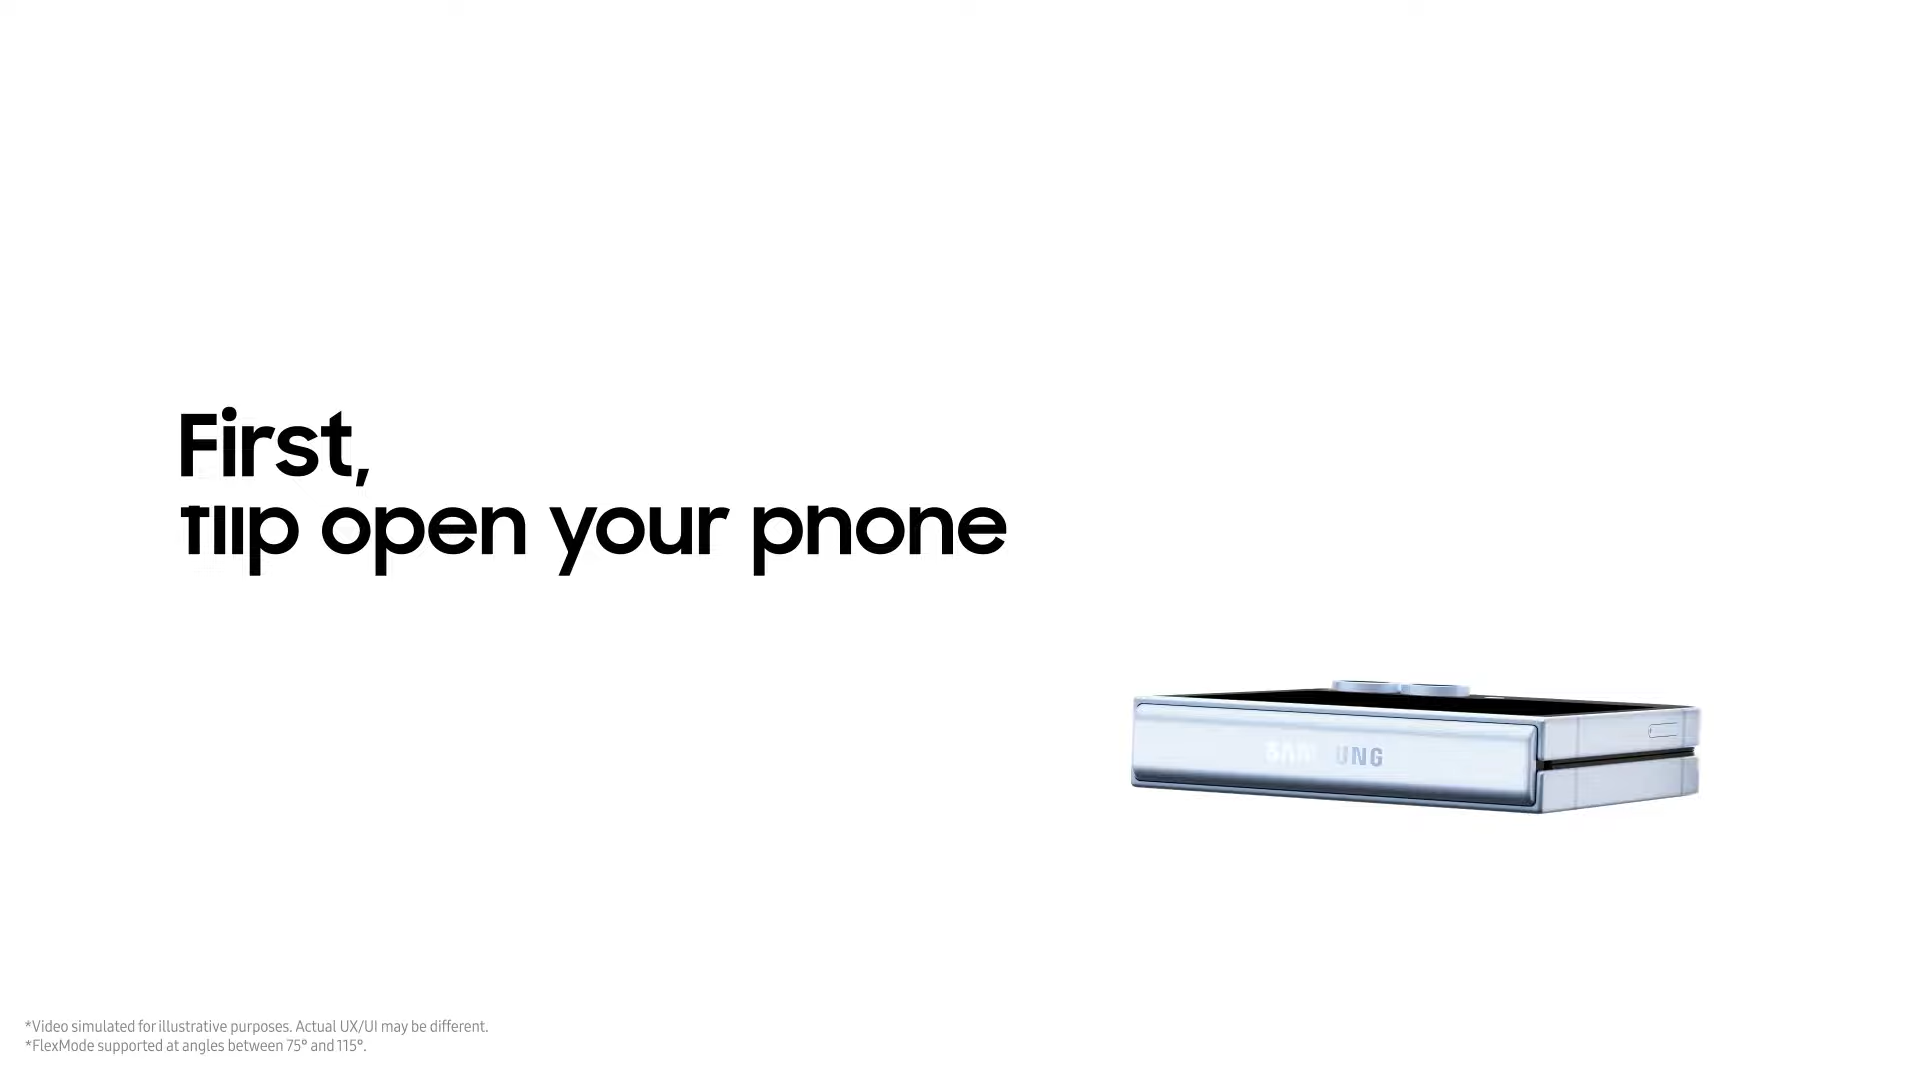 First,
flip open your phone
SAMSUNG
*Video simulated for illustrative purposes. Actual UX/UI may be different.
*FlexMode supported at angles between 75° and 115°.